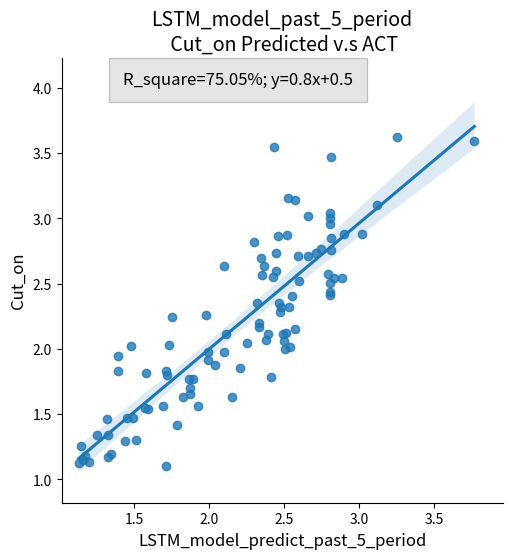 LSTM_model_past_5_period
Cut_on Predicted v.s ACT
R_square=75.05%; y=0.8x+0.5
4.0
3.5
3.0
2.5
2.0
1.5
1.0
Cut_on
1.5 2.0 2.5 3.0 3.5
LSTM_model_predict_past_5_period